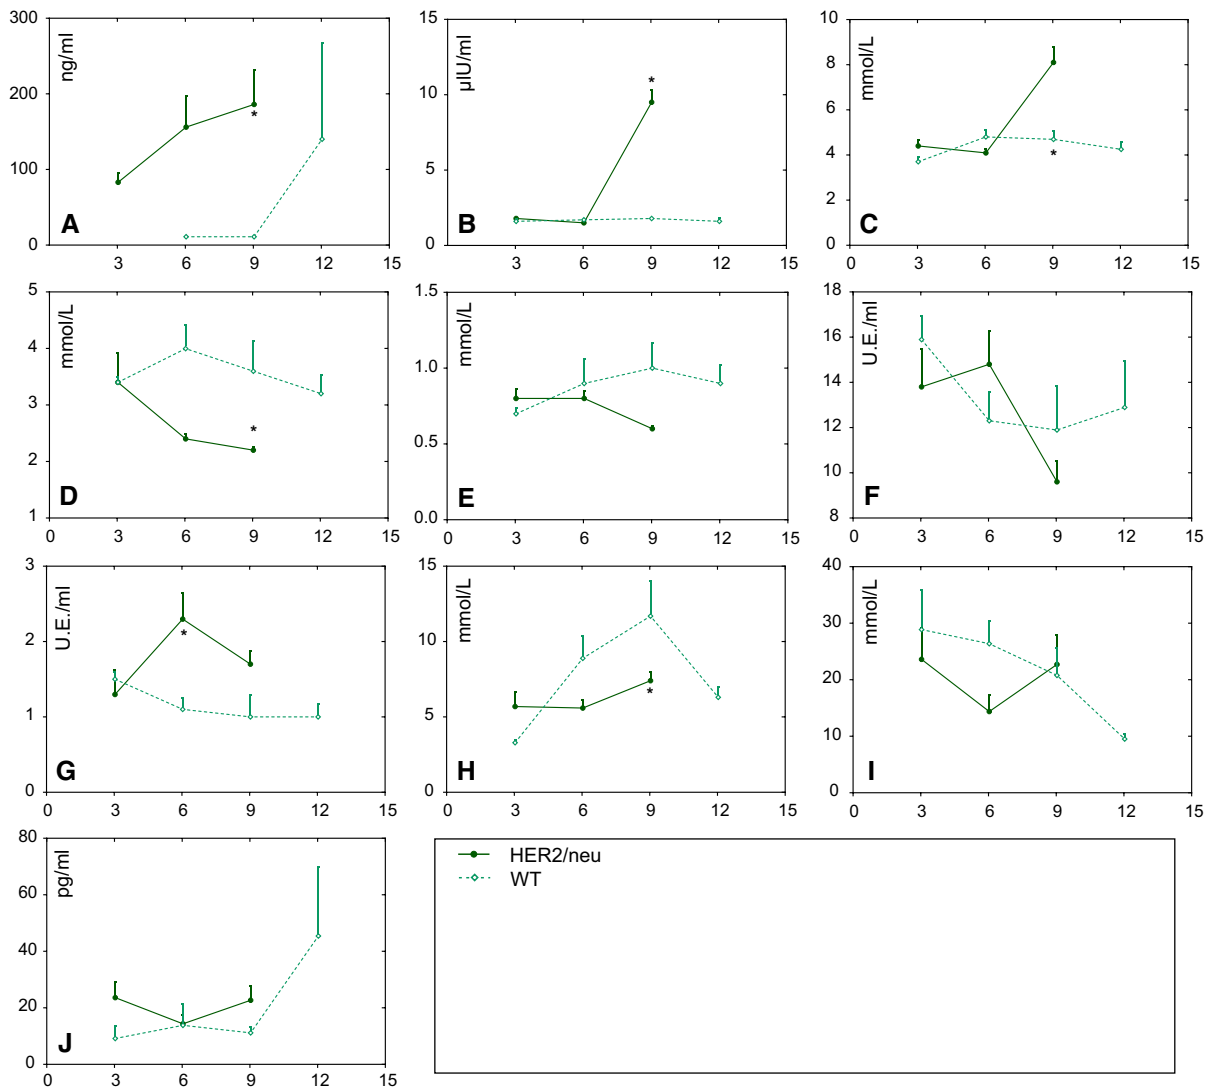 300
200
100
0
ng/ml
A
3 6 9 12 15
*
15
10
5
0
µIU/ml
B
3 6 9 12 15
*
10
8
6
4
2
0
mmol/L
C
0 3 6 9 12 15
*
5
4
3
2
1
mmol/L
D
3 6 9 12 15
*
1.5
1.0
0.5
0.0
mmol/L
E
3 6 9 12 15
18
16
14
12
10
8
U.E./ml
F
0 3 6 9 12 15
3
2
1
0
U.E./ml
G
0 3 6 9 12 15
*
15
10
5
0
mmol/L
H
0 3 6 9 12 15
*
40
30
20
10
0
mmol/L
I
0 3 6 9 12 15
80
60
40
20
0
pg/ml
J
0 3 6 9 12 15
HER2/neu
WT